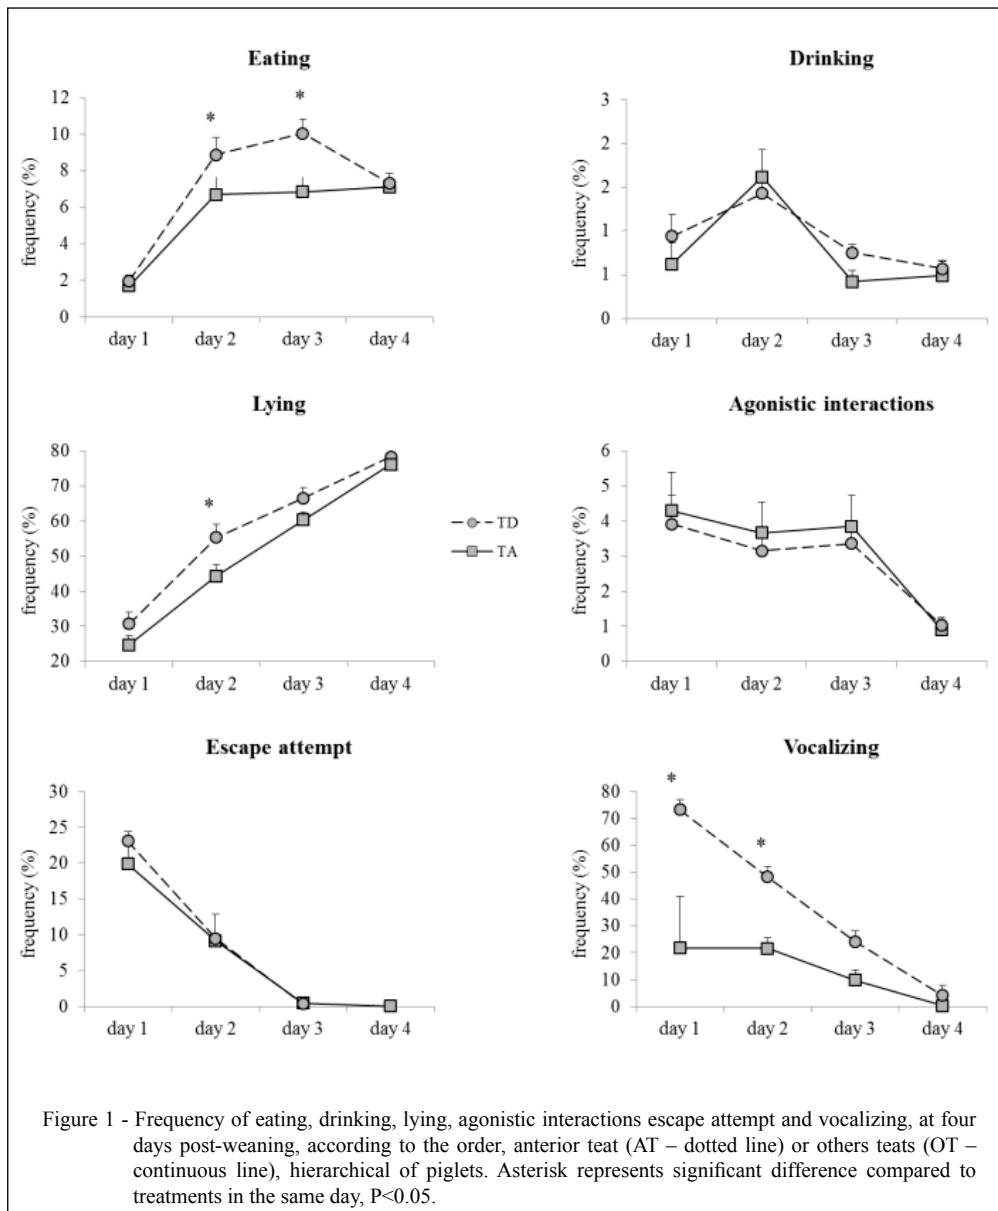 Eating
12
10
8
6
4
2
0
frequency (%)
*
*
day 1 day 2 day 3 day 4
Drinking
3
2
2
1
1
0
frequency (%)
day 1 day 2 day 3 day 4
Lying
80
70
60
50
40
30
20
frequency (%)
*
day 1 day 2 day 3 day 4
TD
TA
Agonistic interactions
6
5
4
3
2
1
0
frequency (%)
day 1 day 2 day 3 day 4
Escape attempt
30
25
20
15
10
5
0
frequency (%)
day 1 day 2 day 3 day 4
Vocalizing
80
70
60
50
40
30
20
10
0
frequency (%)
*
*
day 1 day 2 day 3 day 4
Figure 1 - Frequency of eating, drinking, lying, agonistic interactions escape attempt and vocalizing, at four
days post-weaning, according to the order, anterior teat (AT – dotted line) or others teats (OT –
continuous line), hierarchical of piglets. Asterisk represents significant difference compared to
treatments in the same day, P<0.05.